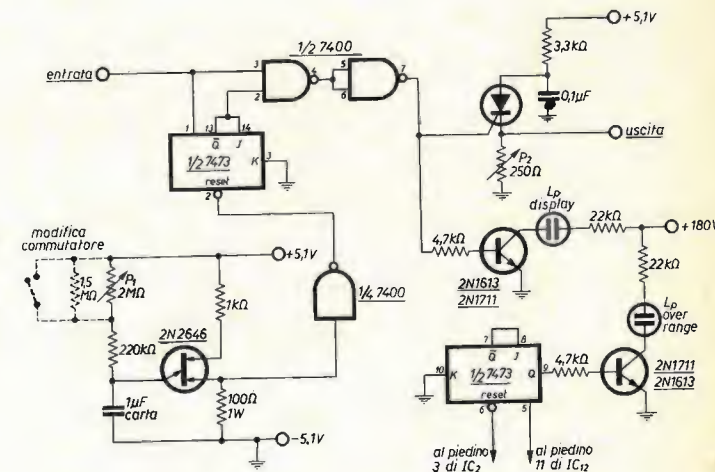 +5,1V
1/2 7400
3,3kΩ
entrata
3
2
4
5
6
7
0,1µF
1
13
14
Q̄ J
K 3
1/2 7473
reset
2
uscita
P2
250Ω
Lp
display
22kΩ
+180V
modifica
commutatore
4,7kΩ
+5,1V
1,5
MΩ
P1
2MΩ
1kΩ
1/4 7400
2N1613
2N1711
22kΩ
Lp
over
range
2N2646
220kΩ
7
8
Q̄ J
10 K
Q 9
4,7kΩ
1/2 7473
reset
2N1711
2N1613
1µF
carta
100Ω
1W
6
5
-5,1V
al piedino
3 di IC2
al piedino
11 di IC12